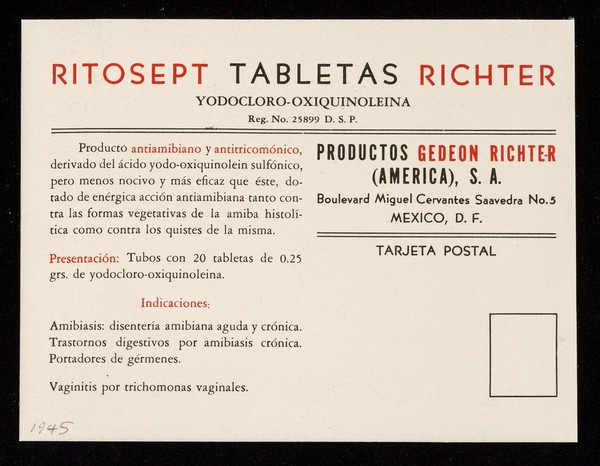 RITOSEPT TABLETAS RICHTER
YODOCLORO-OXIQUINOLEINA
Reg. No. 25899 D. S. P.
Producto antiamibiano y antitricomónico,
derivado del ácido yodo-oxiquinolein sulfónico,
pero menos nocivo y más eficaz que éste, do-
tado de enérgica acción antiamibiana tanto con-
tra las formas vegetativas de la amiba histolí-
tica como contra los quistes de la misma.
Presentación: Tubos con 20 tabletas de 0.25
grs. de yodocloro-oxiquinoleina.
Indicaciones:
Amibiasis: disentería amibiana aguda y crónica.
Trastornos digestivos por amibiasis crónica.
Portadores de gérmenes.
Vaginitis por trichomonas vaginales.
1945
PRODUCTOS GEDEON RICHTER
(AMERICA), S. A.
Boulevard Miguel Cervantes Saavedra No. 5
MEXICO, D. F.
TARJETA POSTAL